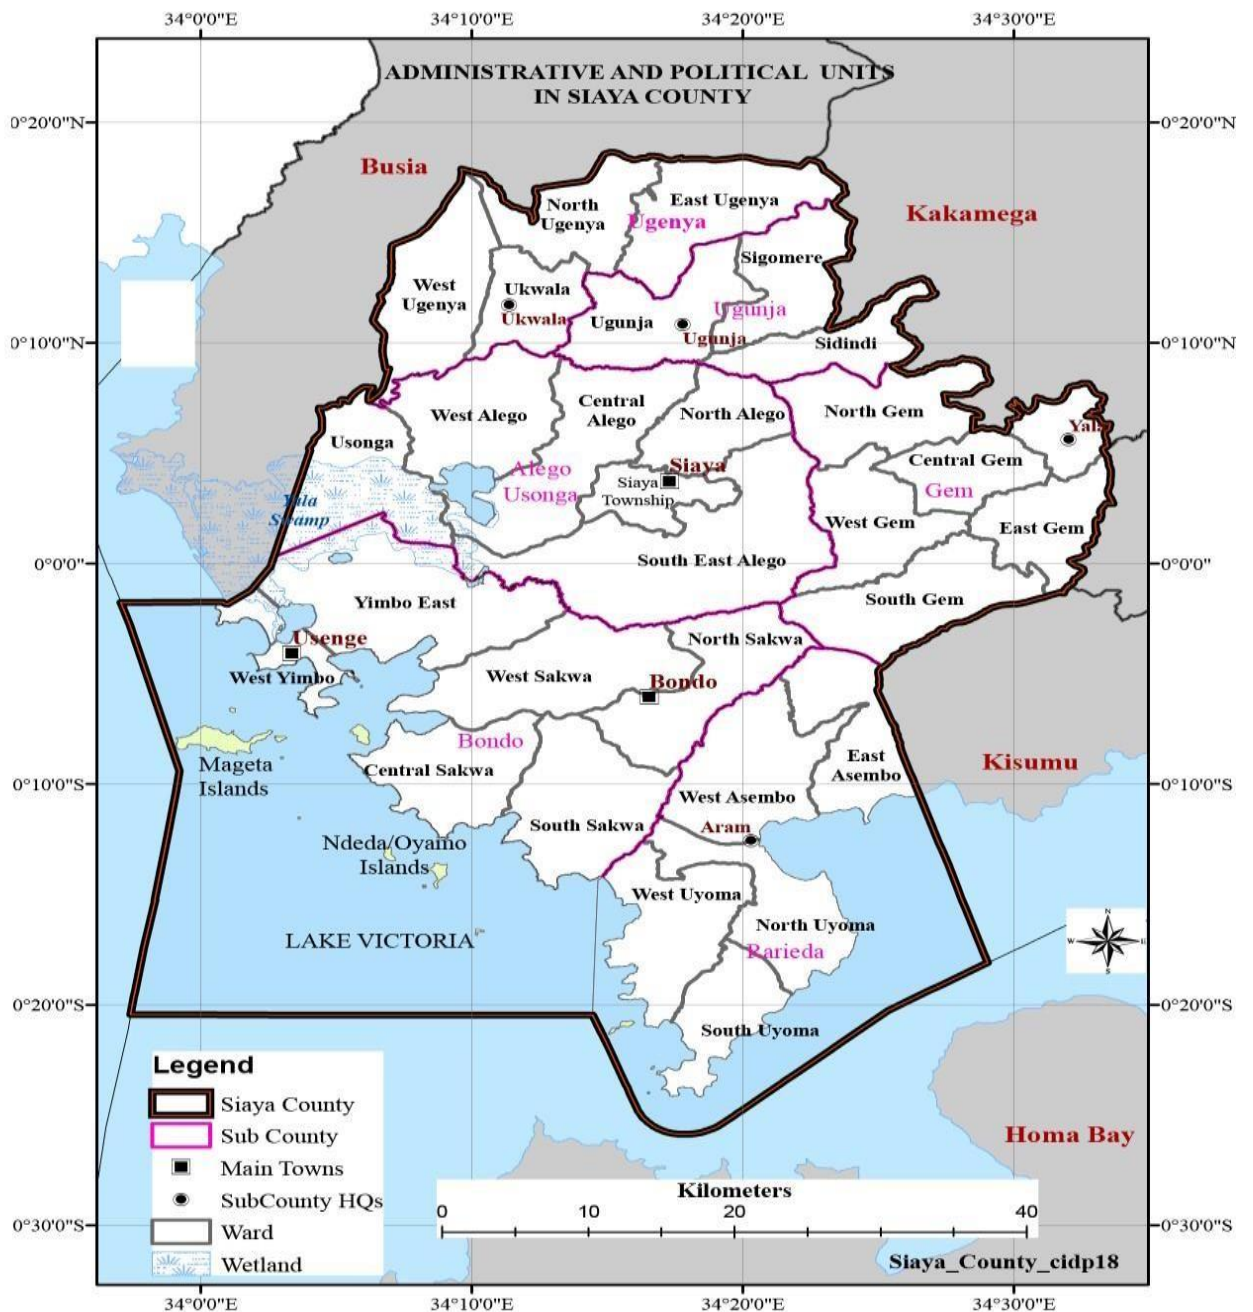 34°0'0"E 34°10'0"E 34°20'0"E 34°30'0"E
ADMINISTRATIVE AND POLITICAL UNITS
IN SIAYA COUNTY
0°20'0"N 0°20'0"N
Busia
Kakamega
North
Ugenya
East Ugenya
Ugenya
Sigomere
West
Ugenya
Ukwala
Ukwala
Ugunja
Ugunja
Ugunja
Sidindi
0°10'0"N 0°10'0"N
West Alego
Central
Alego
North Alego
North Gem
Yala
Usonga
Central Gem
Siaya
Alego
Usonga
Siaya
Township
Gem
Yala
Swamp
West Gem
East Gem
South East Alego
0°0'0" 0°0'0"
Yimbo East
South Gem
Usenge
North Sakwa
West Yimbo
West Sakwa
Bondo
Bondo
Mageta
Islands
Central Sakwa
East
Asembo
Kisumu
0°10'0"S 0°10'0"S
West Asembo
South Sakwa
Aram
Ndeda/Oyamo
Islands
West Uyoma
North Uyoma
LAKE VICTORIA
Rarieda
N
W E
S
0°20'0"S 0°20'0"S
South Uyoma
Legend
Siaya County
Sub County
Main Towns
SubCounty HQs
Ward
Wetland
Homa Bay
Kilometers
0 10 20 40
0°30'0"S 0°30'0"S
Siaya_County_cidp18
34°0'0"E 34°10'0"E 34°20'0"E 34°30'0"E